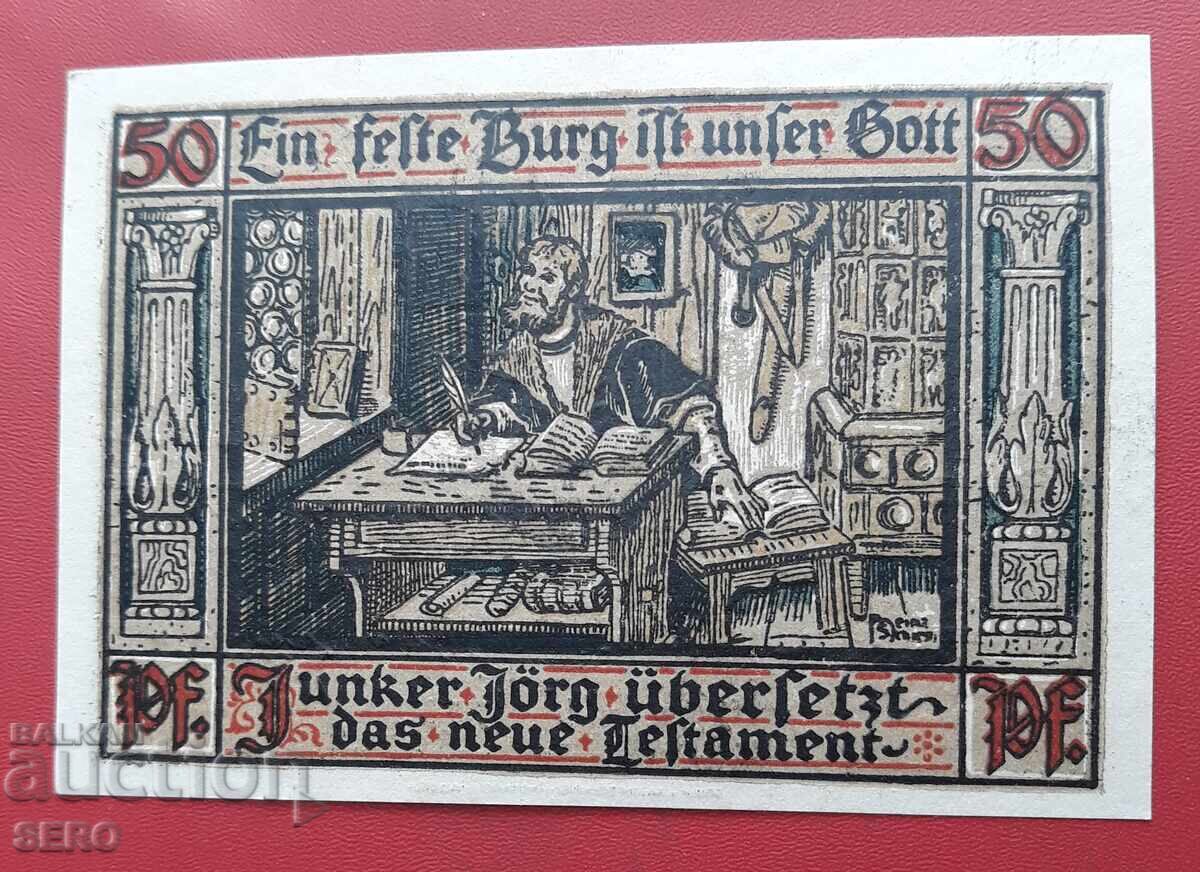 50 Ein · feste · Burg · ist · unser · Gott 50
Pf. Junker · Jörg · übersetzt Pf.
das · neue · Testament
BALKAN
auction
SERO